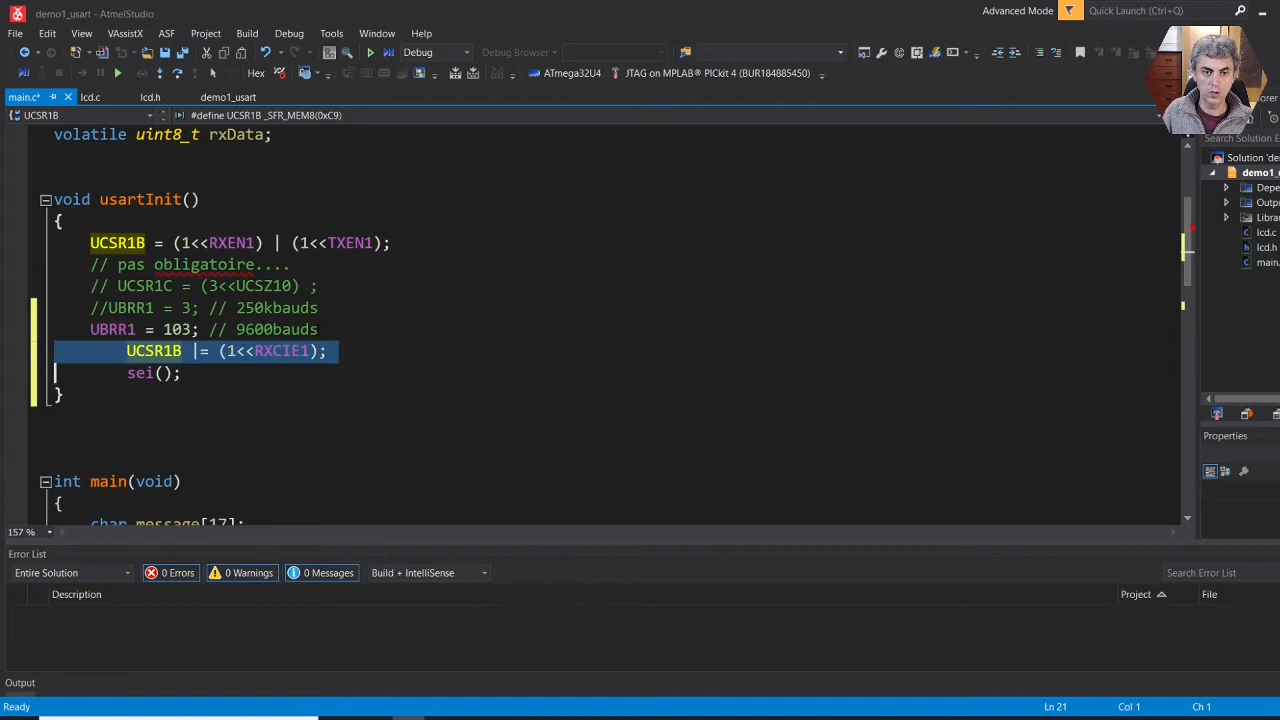 demo1_usart - AtmelStudio
Advanced Mode
Quick Launch (Ctrl+Q)
File Edit View VAssistX ASF Project Build Debug Tools Window Help
Debug
Debug Browser
Hex
ATmega32U4
JTAG on MPLAB® PICkit 4 (BUR184885450)
main.c*
lcd.c
lcd.h
demo1_usart
UCSR1B
#define UCSR1B _SFR_MEM8(0xC9)
volatile uint8_t rxData;
void usartInit()
{
UCSR1B = (1<<RXEN1) | (1<<TXEN1);
// pas obligatoire....
// UCSR1C = (3<<UCSZ10) ;
//UBRR1 = 3; // 250kbauds
UBRR1 = 103; // 9600bauds
UCSR1B |= (1<<RXCIE1);
sei();
}
int main(void)
{
char message[17];
157 %
Search Solution E
Solution 'de
demo1_u
Depe
Outpu
Librar
lcd.c
lcd.h
main.
Properties
Error List
Entire Solution
0 Errors
0 Warnings
0 Messages
Build + IntelliSense
Search Error List
Description
Project
File
Output
Ready
Ln 21
Col 1
Ch 1